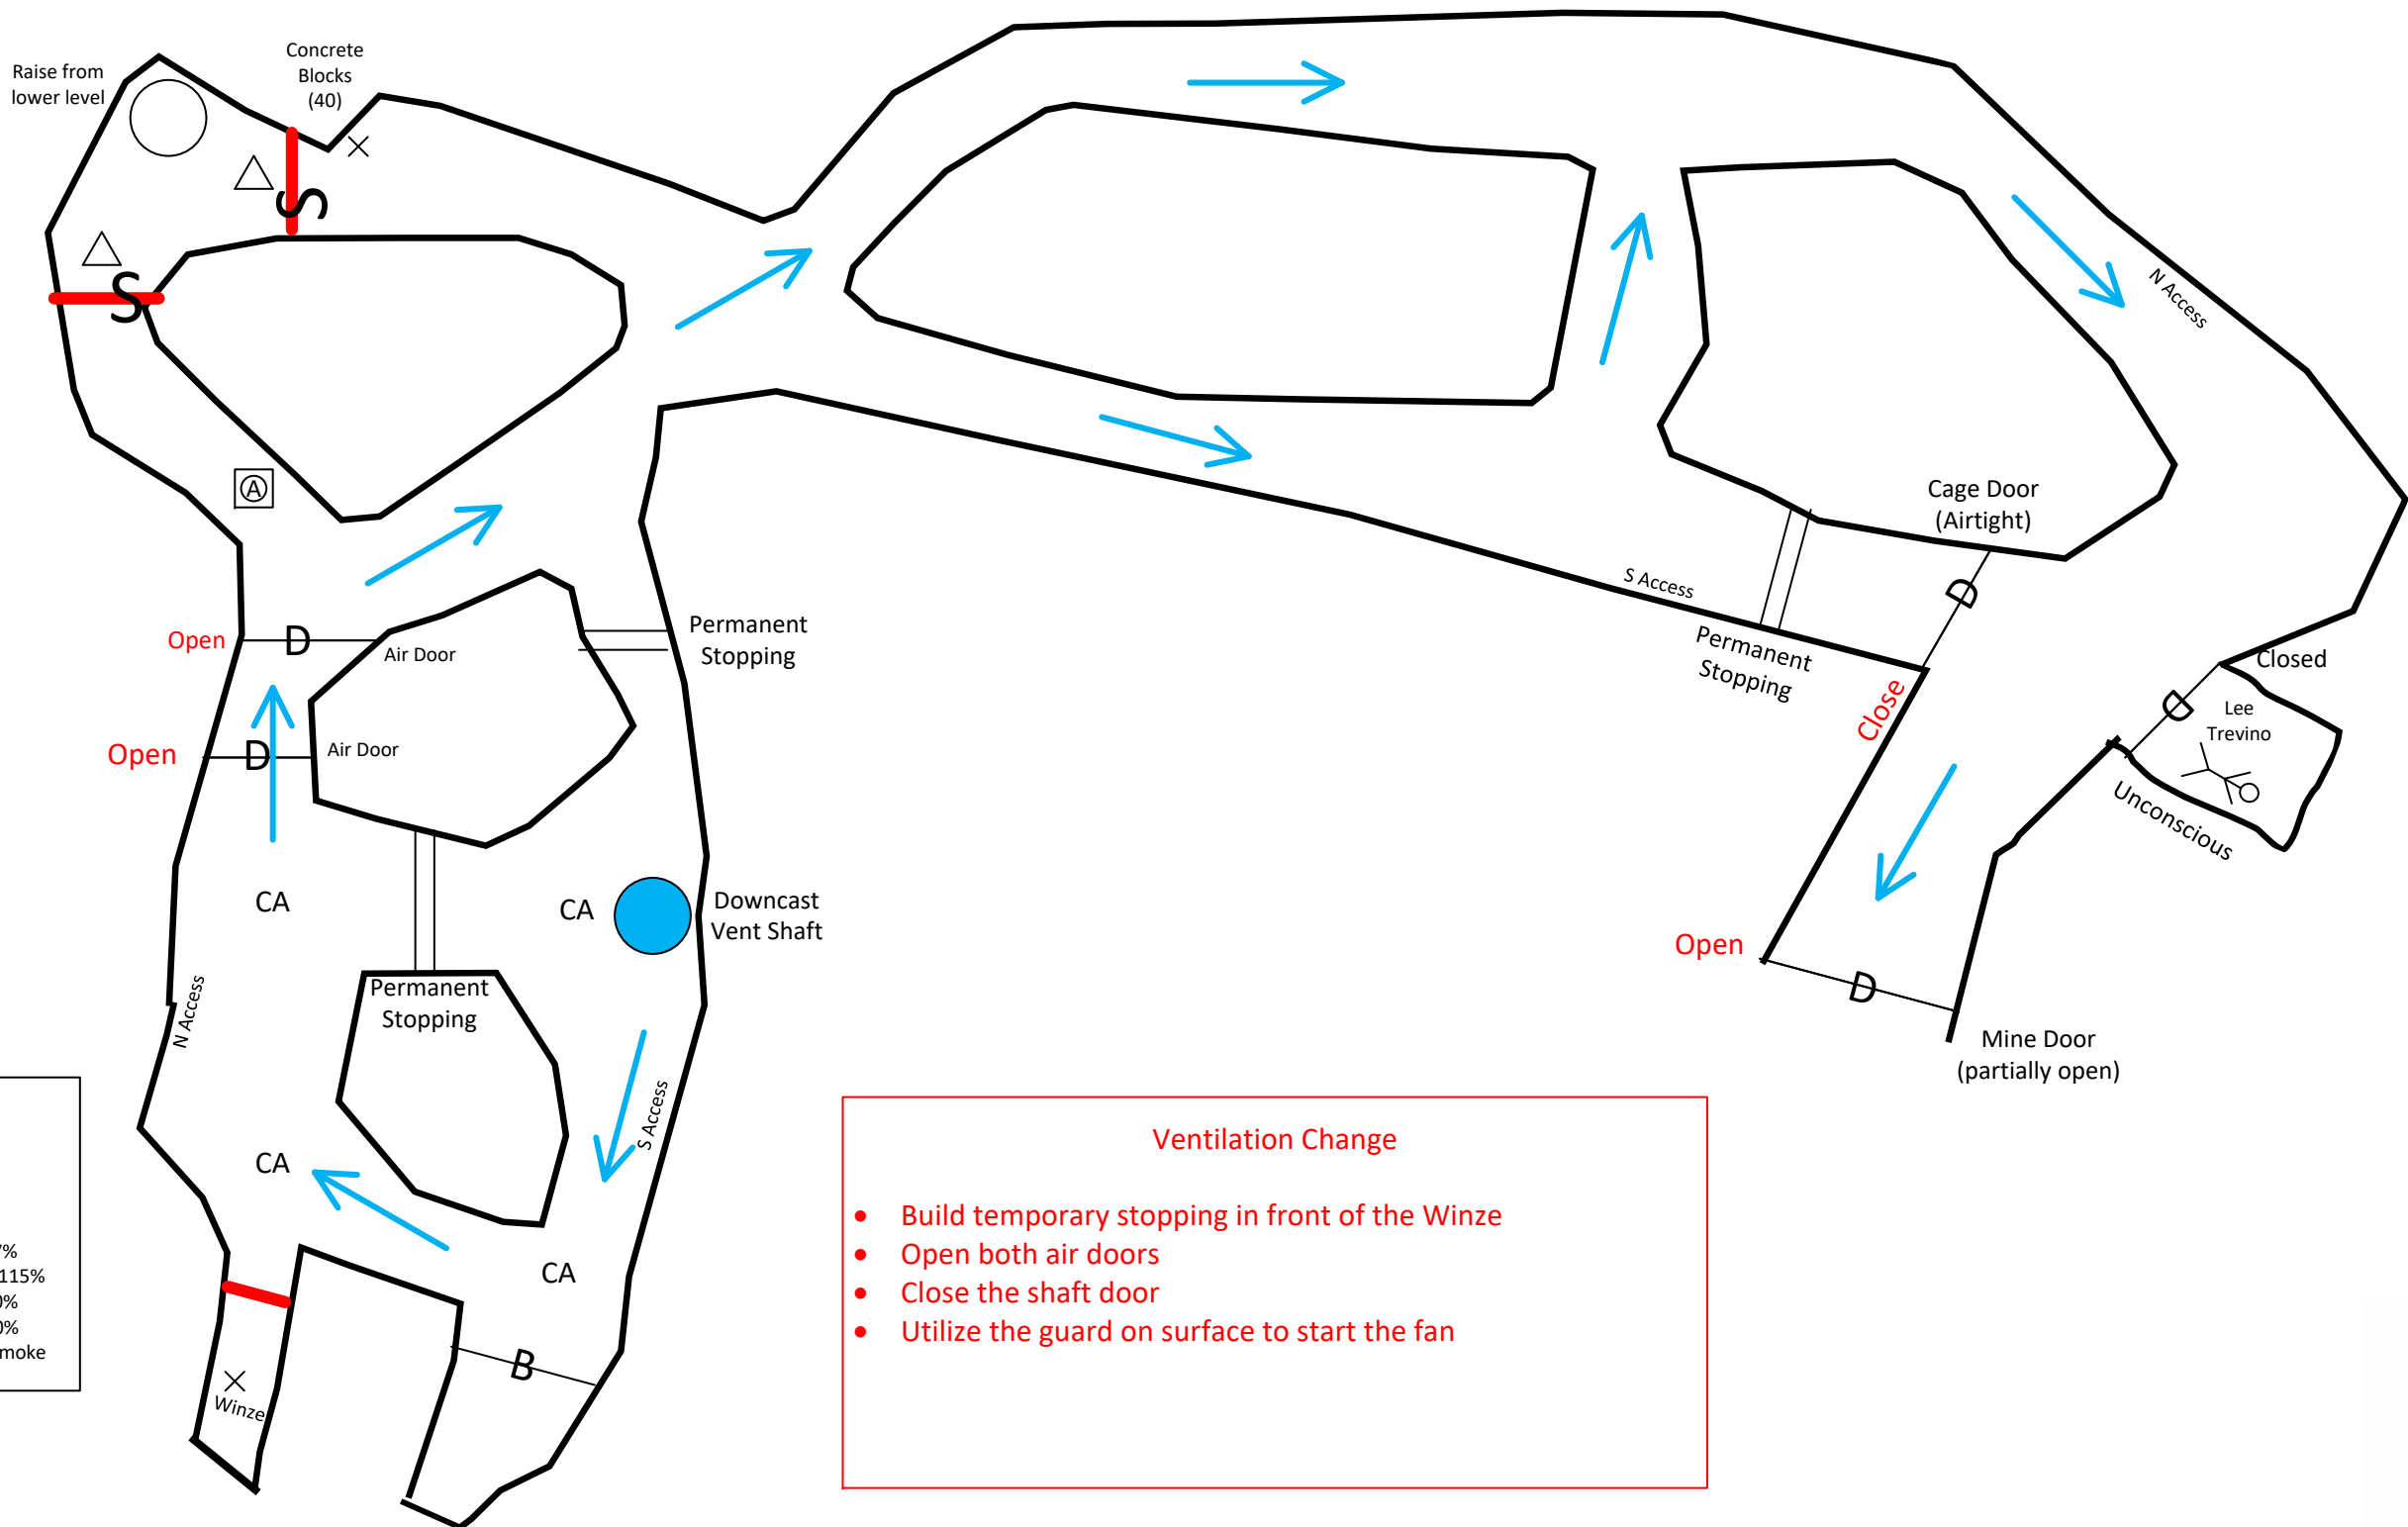 Raise from
lower level
Concrete
Blocks
(40)
S
S
A
N Access
Cage Door
(Airtight)
D
S Access
Permanent
Stopping
Close
Closed
D
Lee
Trevino
Unconscious
Open
D
Mine Door
(partially open)
Open
D
Air Door
Permanent
Stopping
Open
D
Air Door
CA
CA
Downcast
Vent Shaft
N Access
Permanent
Stopping
S Access
CA
CA
B
Winze
115%
0%
0%
Ventilation Change
• Build temporary stopping in front of the Winze
• Open both air doors
• Close the shaft door
• Utilize the guard on surface to start the fan